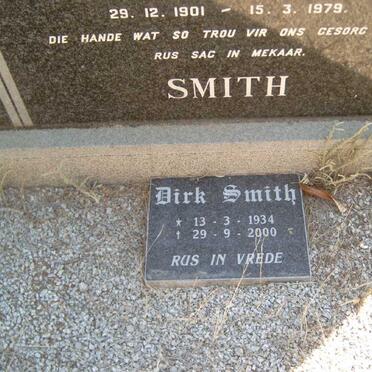 29. 12. 1901 - 15. 3. 1979.
DIE HANDE WAT SO TROU VIR ONS GESORG
RUS SAG IN MEKAAR.
SMITH
Dirk Smith
* 13 - 3 - 1934
† 29 - 9 - 2000
RUS IN VREDE